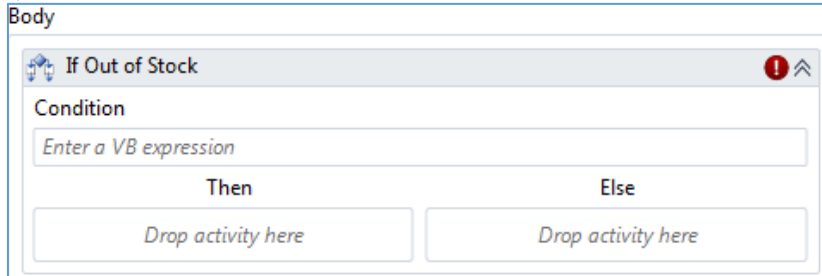 Body
If Out of Stock
Condition
Enter a VB expression
Then Else
Drop activity here Drop activity here